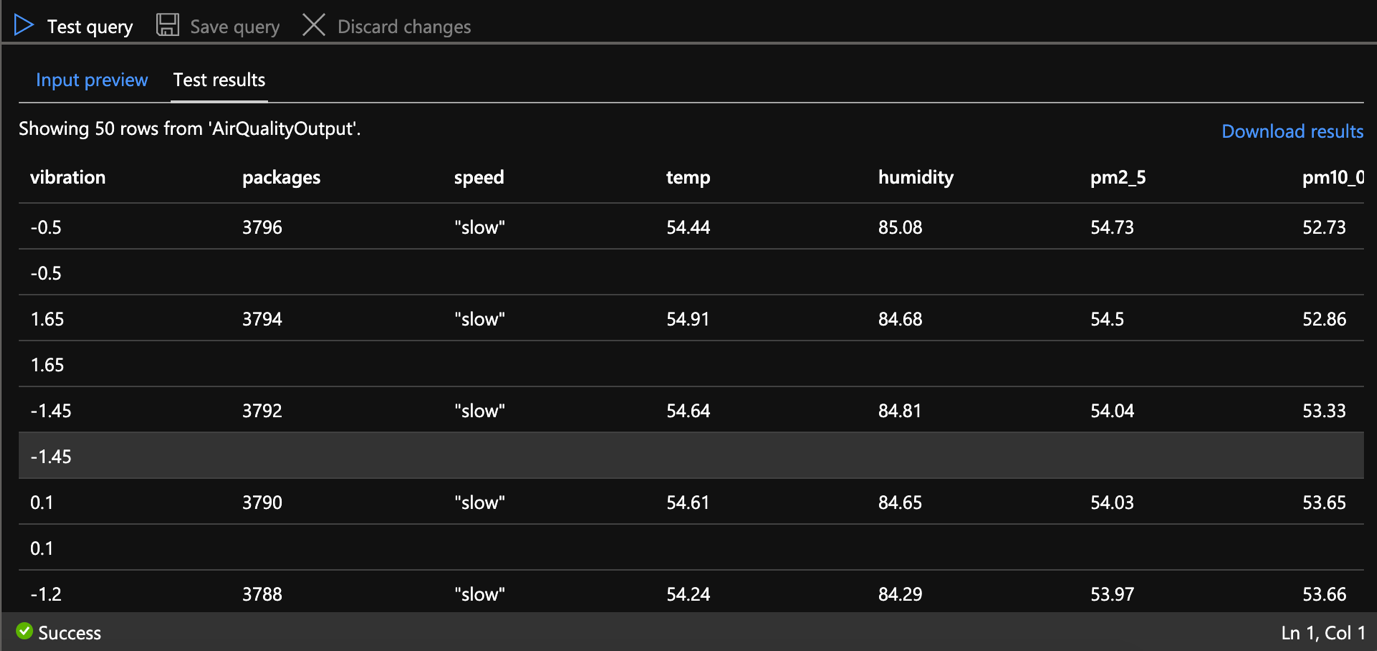 Test query Save query Discard changes
Input preview Test results
Showing 50 rows from 'AirQualityOutput'.
Download results
vibration packages speed temp humidity pm2_5 pm10_0
-0.5 3796 "slow" 54.44 85.08 54.73 52.73
-0.5
1.65 3794 "slow" 54.91 84.68 54.5 52.86
1.65
-1.45 3792 "slow" 54.64 84.81 54.04 53.33
-1.45
0.1 3790 "slow" 54.61 84.65 54.03 53.65
0.1
-1.2 3788 "slow" 54.24 84.29 53.97 53.66
Success Ln 1, Col 1